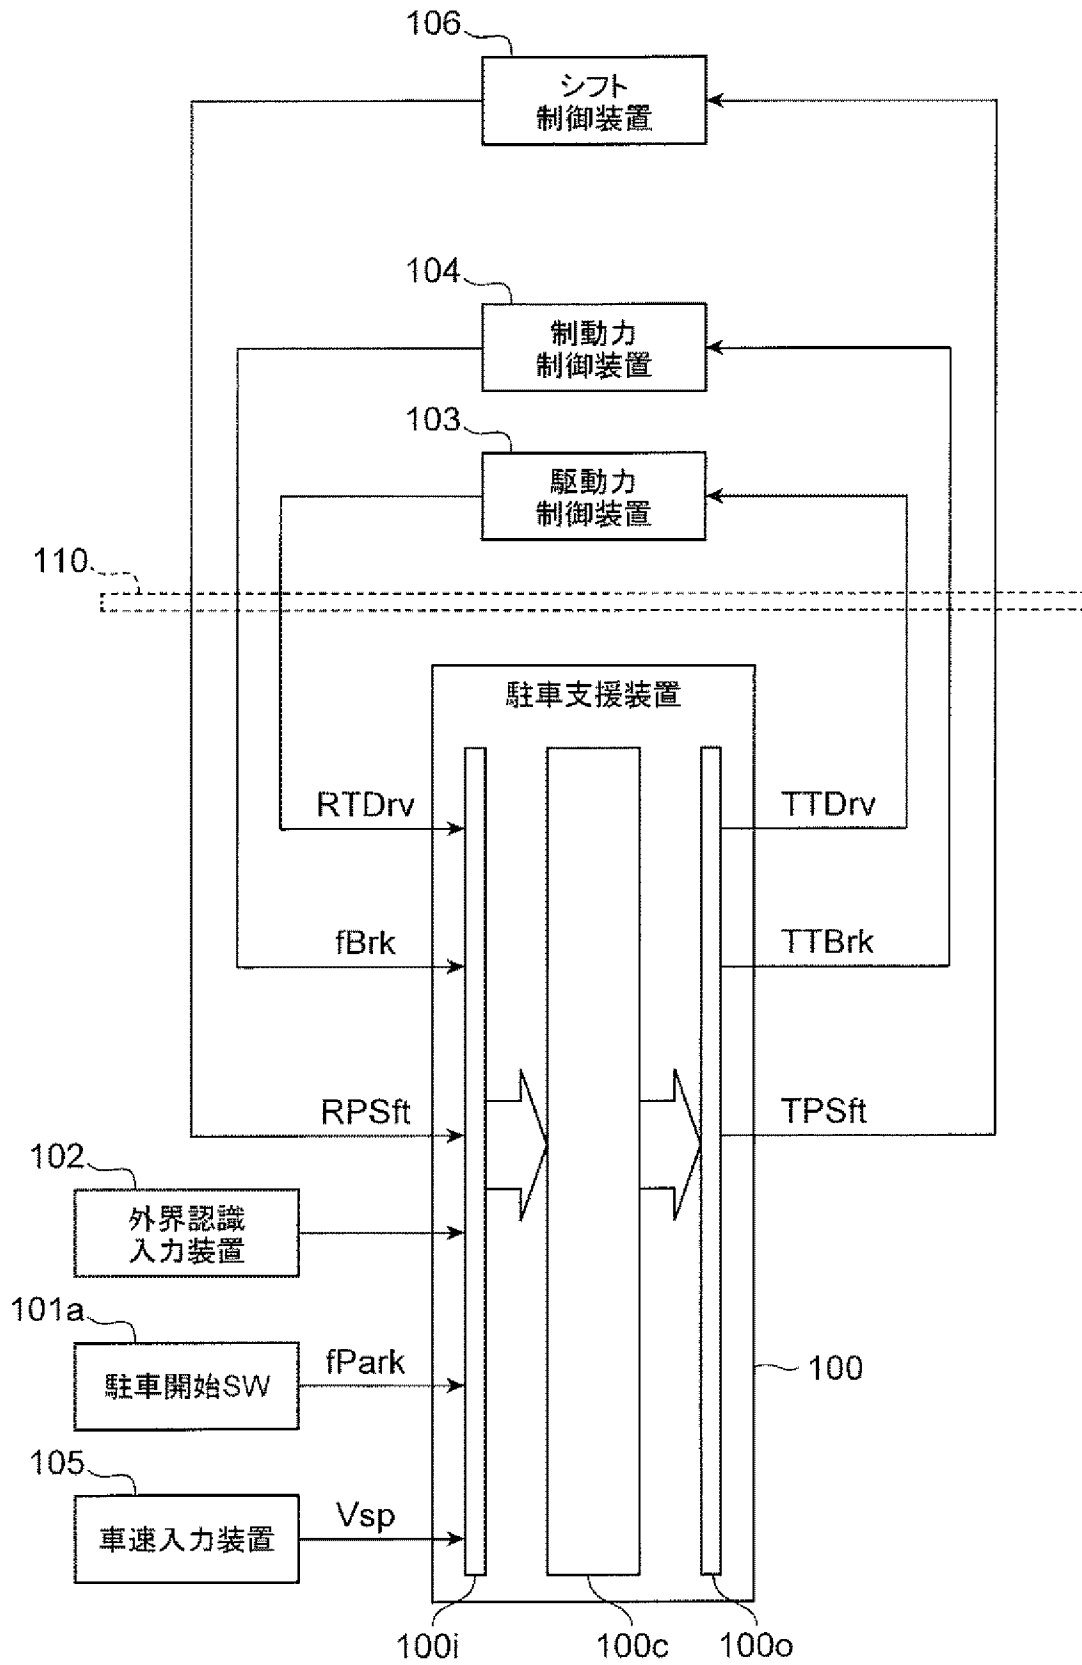 106
シフト
制御装置
104
制動力
制御装置
103
駆動力
制御装置
110
駐車支援装置
RTDrv
TTDrv
fBrk
TTBrk
RPSft
TPSft
102
外界認識
入力装置
101a
駐車開始SW
fPark
100
105
車速入力装置
Vsp
100i
100c
100o